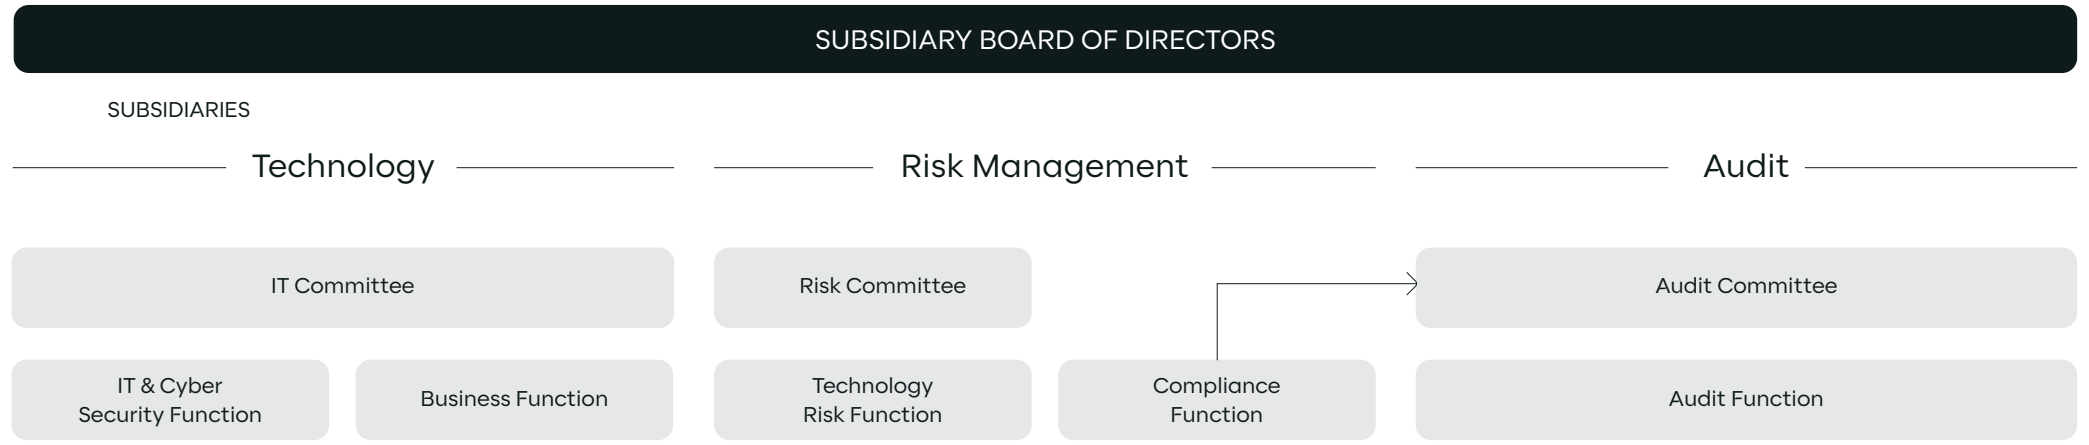 SUBSIDIARY BOARD OF DIRECTORS
SUBSIDIARIES
Technology
Risk Management
Audit
IT Committee
Risk Committee
Audit Committee
IT & Cyber
Security Function
Business Function
Technology
Risk Function
Compliance
Function
Audit Function